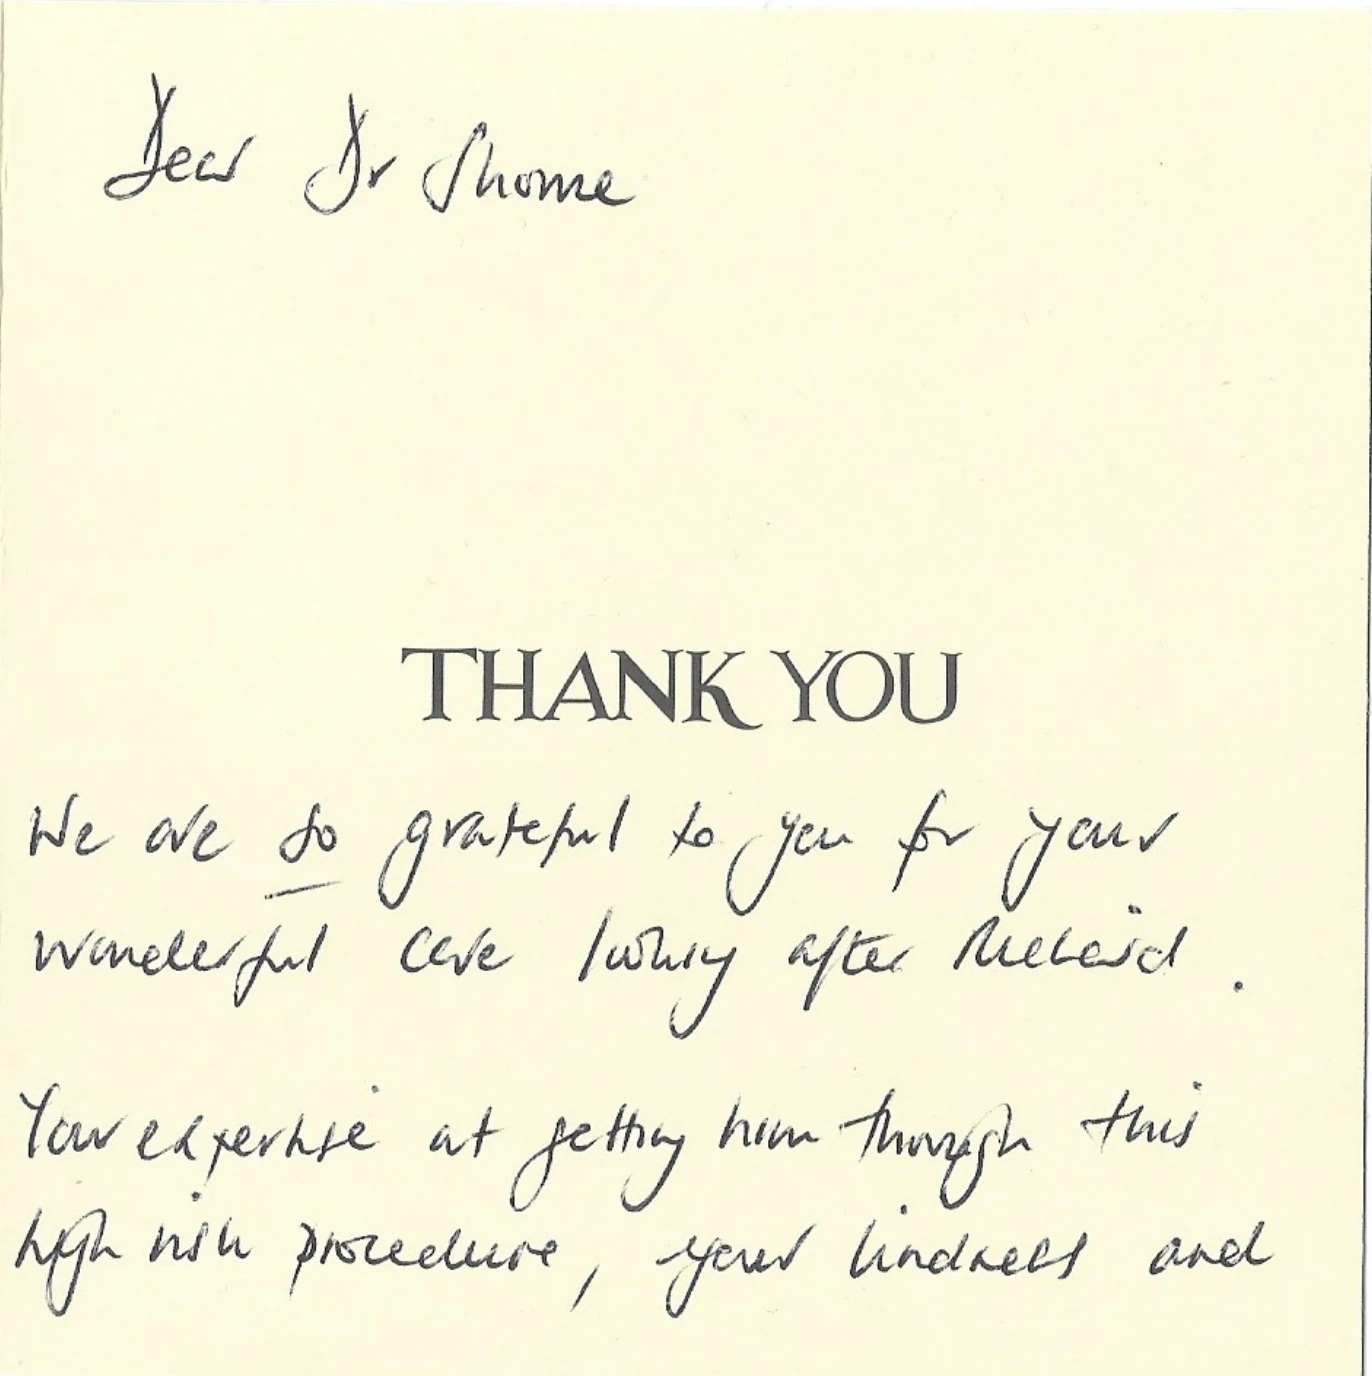 Dear Dr Shome
THANK YOU
We are so grateful to you for your
wonderful care looking after
Your expertise at getting him through this
high risk procedure, your kindness and